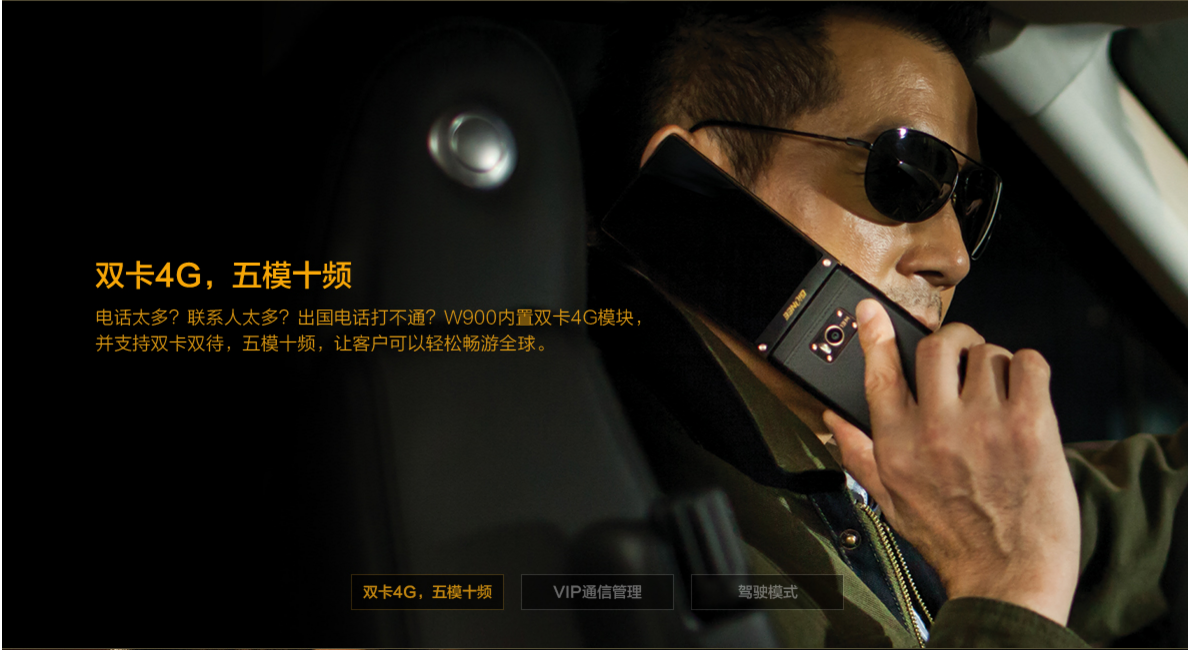 双卡4G，五模十频
电话太多？联系人太多？出国电话打不通？W900内置双卡4G模块，
并支持双卡双待，五模十频，让客户可以轻松畅游全球。
GIONEE
双卡4G，五模十频
VIP通信管理
驾驶模式